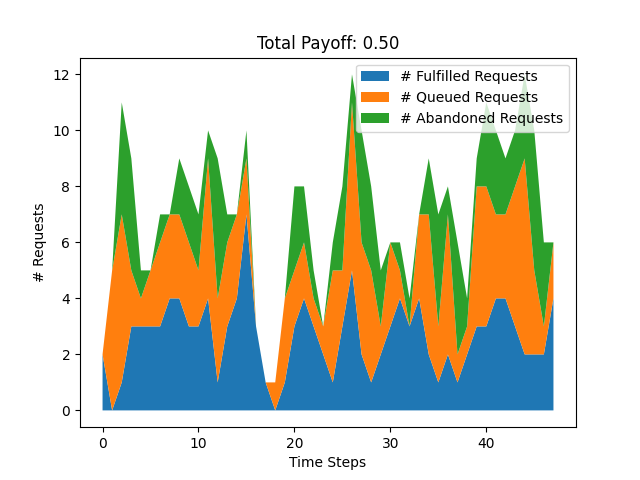 Total Payoff: 0.50
# Fulfilled Requests
# Queued Requests
# Abandoned Requests
# Requests
12
10
8
6
4
2
0
0 10 20 30 40
Time Steps